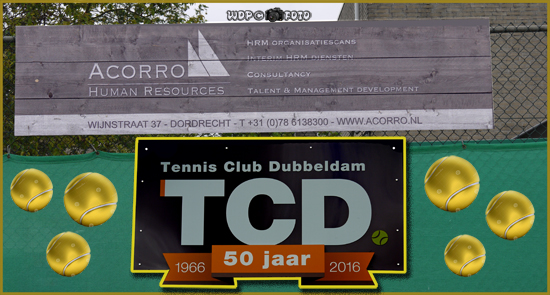 WDP© FOTO
HRM ORGANISATIESCANS
INTERIM HRM DIENSTEN
ACORRO
CONSULTANCY
HUMAN RESOURCES
TALENT & MANAGEMENT DEVELOPMENT
WIJNSTRAAT 37 - DORDRECHT - T +31 (0)78 6138300 - WWW.ACORRO.NL
Tennis Club Dubbeldam
TCD.
50 jaar
1966 2016